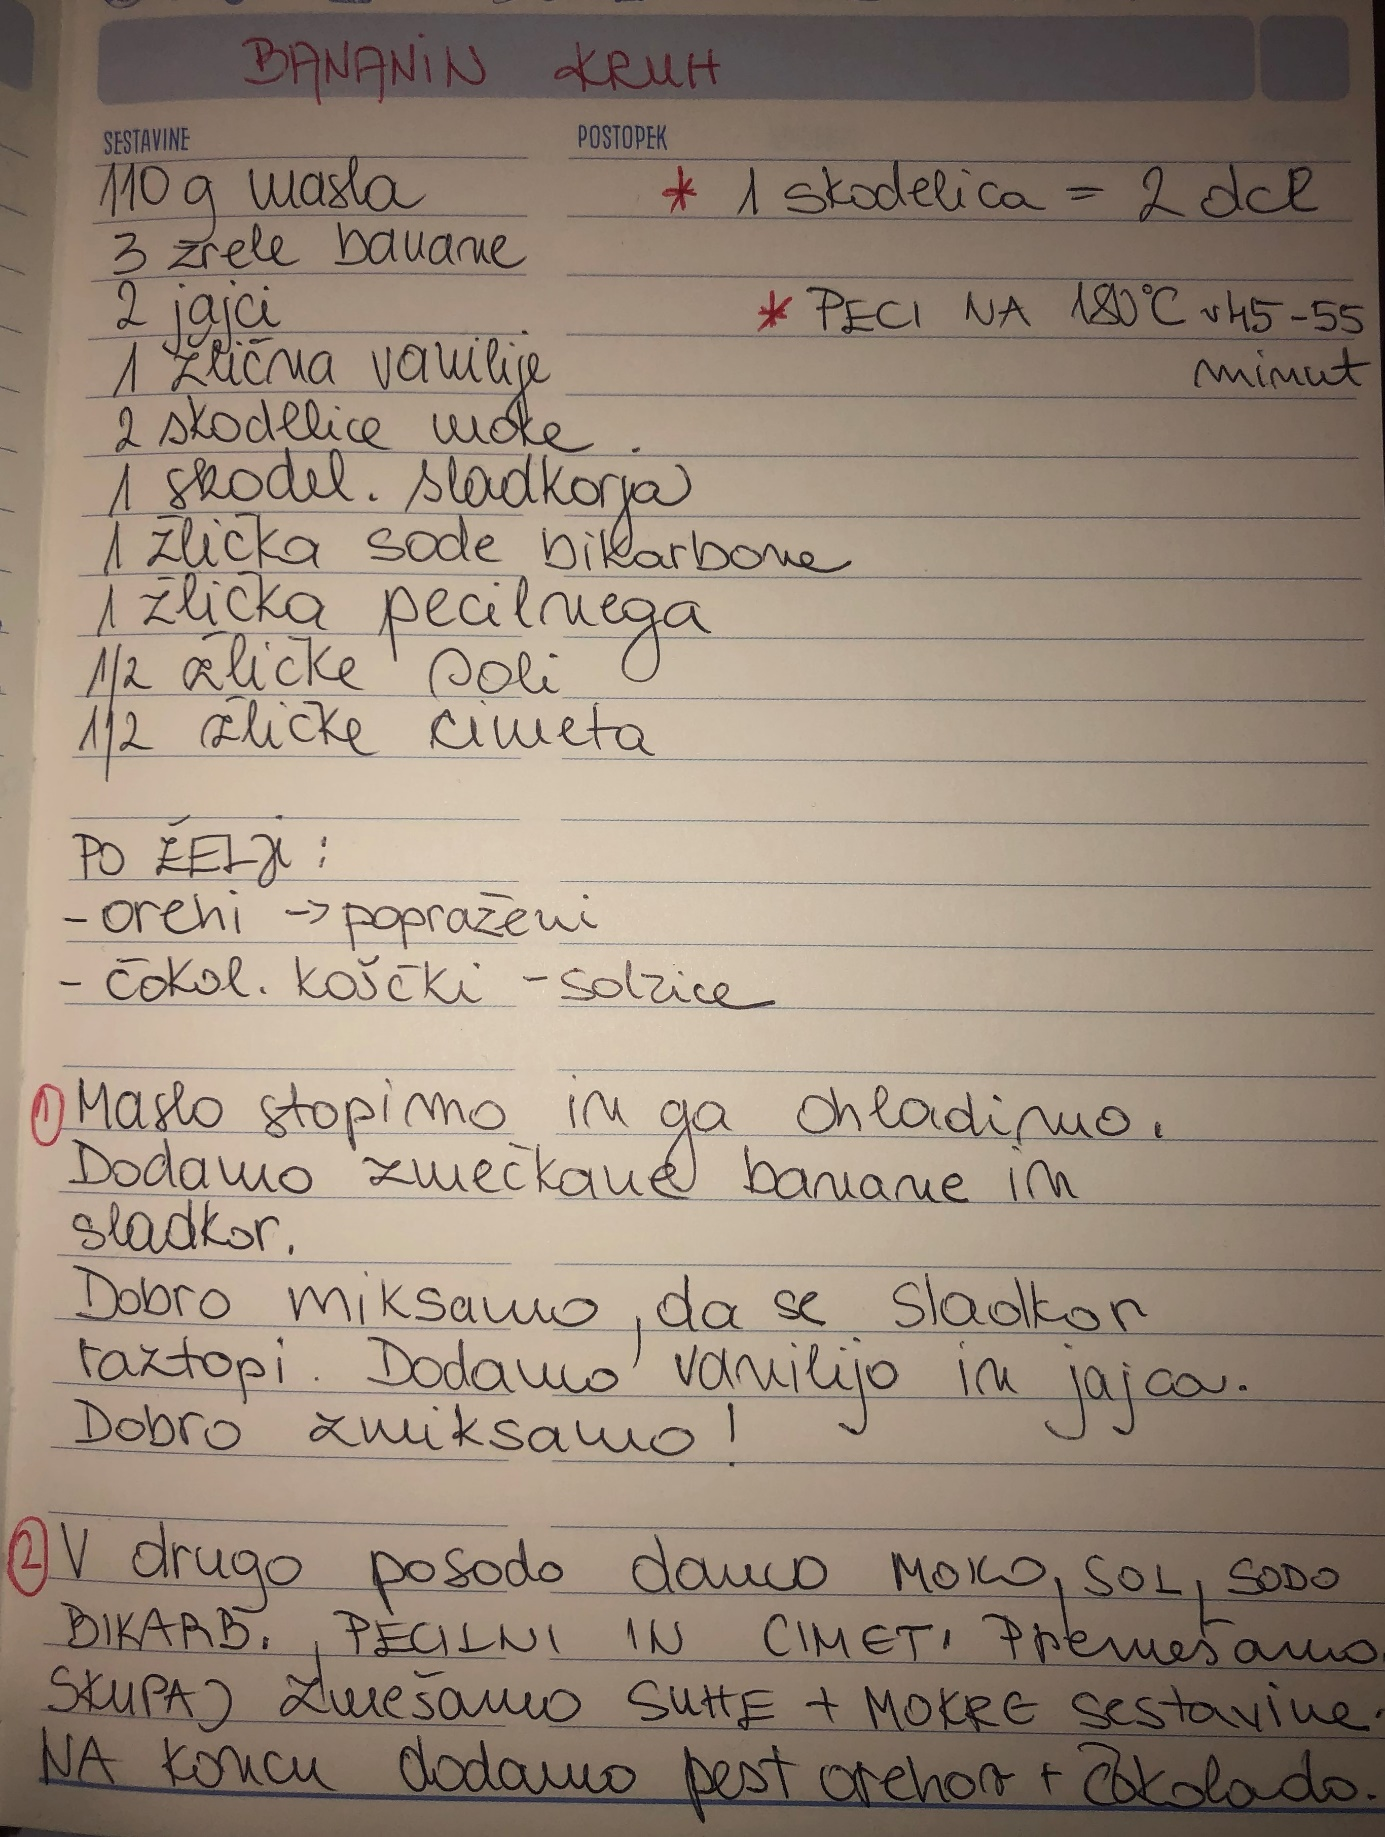 BANANIN KRUH
SESTAVINE
110 g masla
3 zrele banane
2 jajci
1 žlična vanilije
2 skodelice moke
1 skodel. sladkorja
1 žlička sode bikarbone
1 žlička pecilnega
1/2 žličke soli
1/2 žličke cimeta
POSTOPEK
* 1 skodelica = 2 dcl
* PECI NA 180°C ~45-55
minut
PO ŽELJI:
- orehi -> popraženi
- čokol. koščki - solzice
1 Maslo stopimo in ga ohladimo.
Dodamo zmečkane banane in
sladkor.
Dobro miksamo, da se sladkor
raztopi. Dodamo vanilijo in jajca.
Dobro zmiksamo!
2 V drugo posodo damo MOKO, SOL, SODO
BIKARB., PECILNI IN CIMET. Premešamo.
SKUPAJ zmešamo SUHE + MOKRE sestavine.
NA koncu dodamo pest orehov + čokolado.